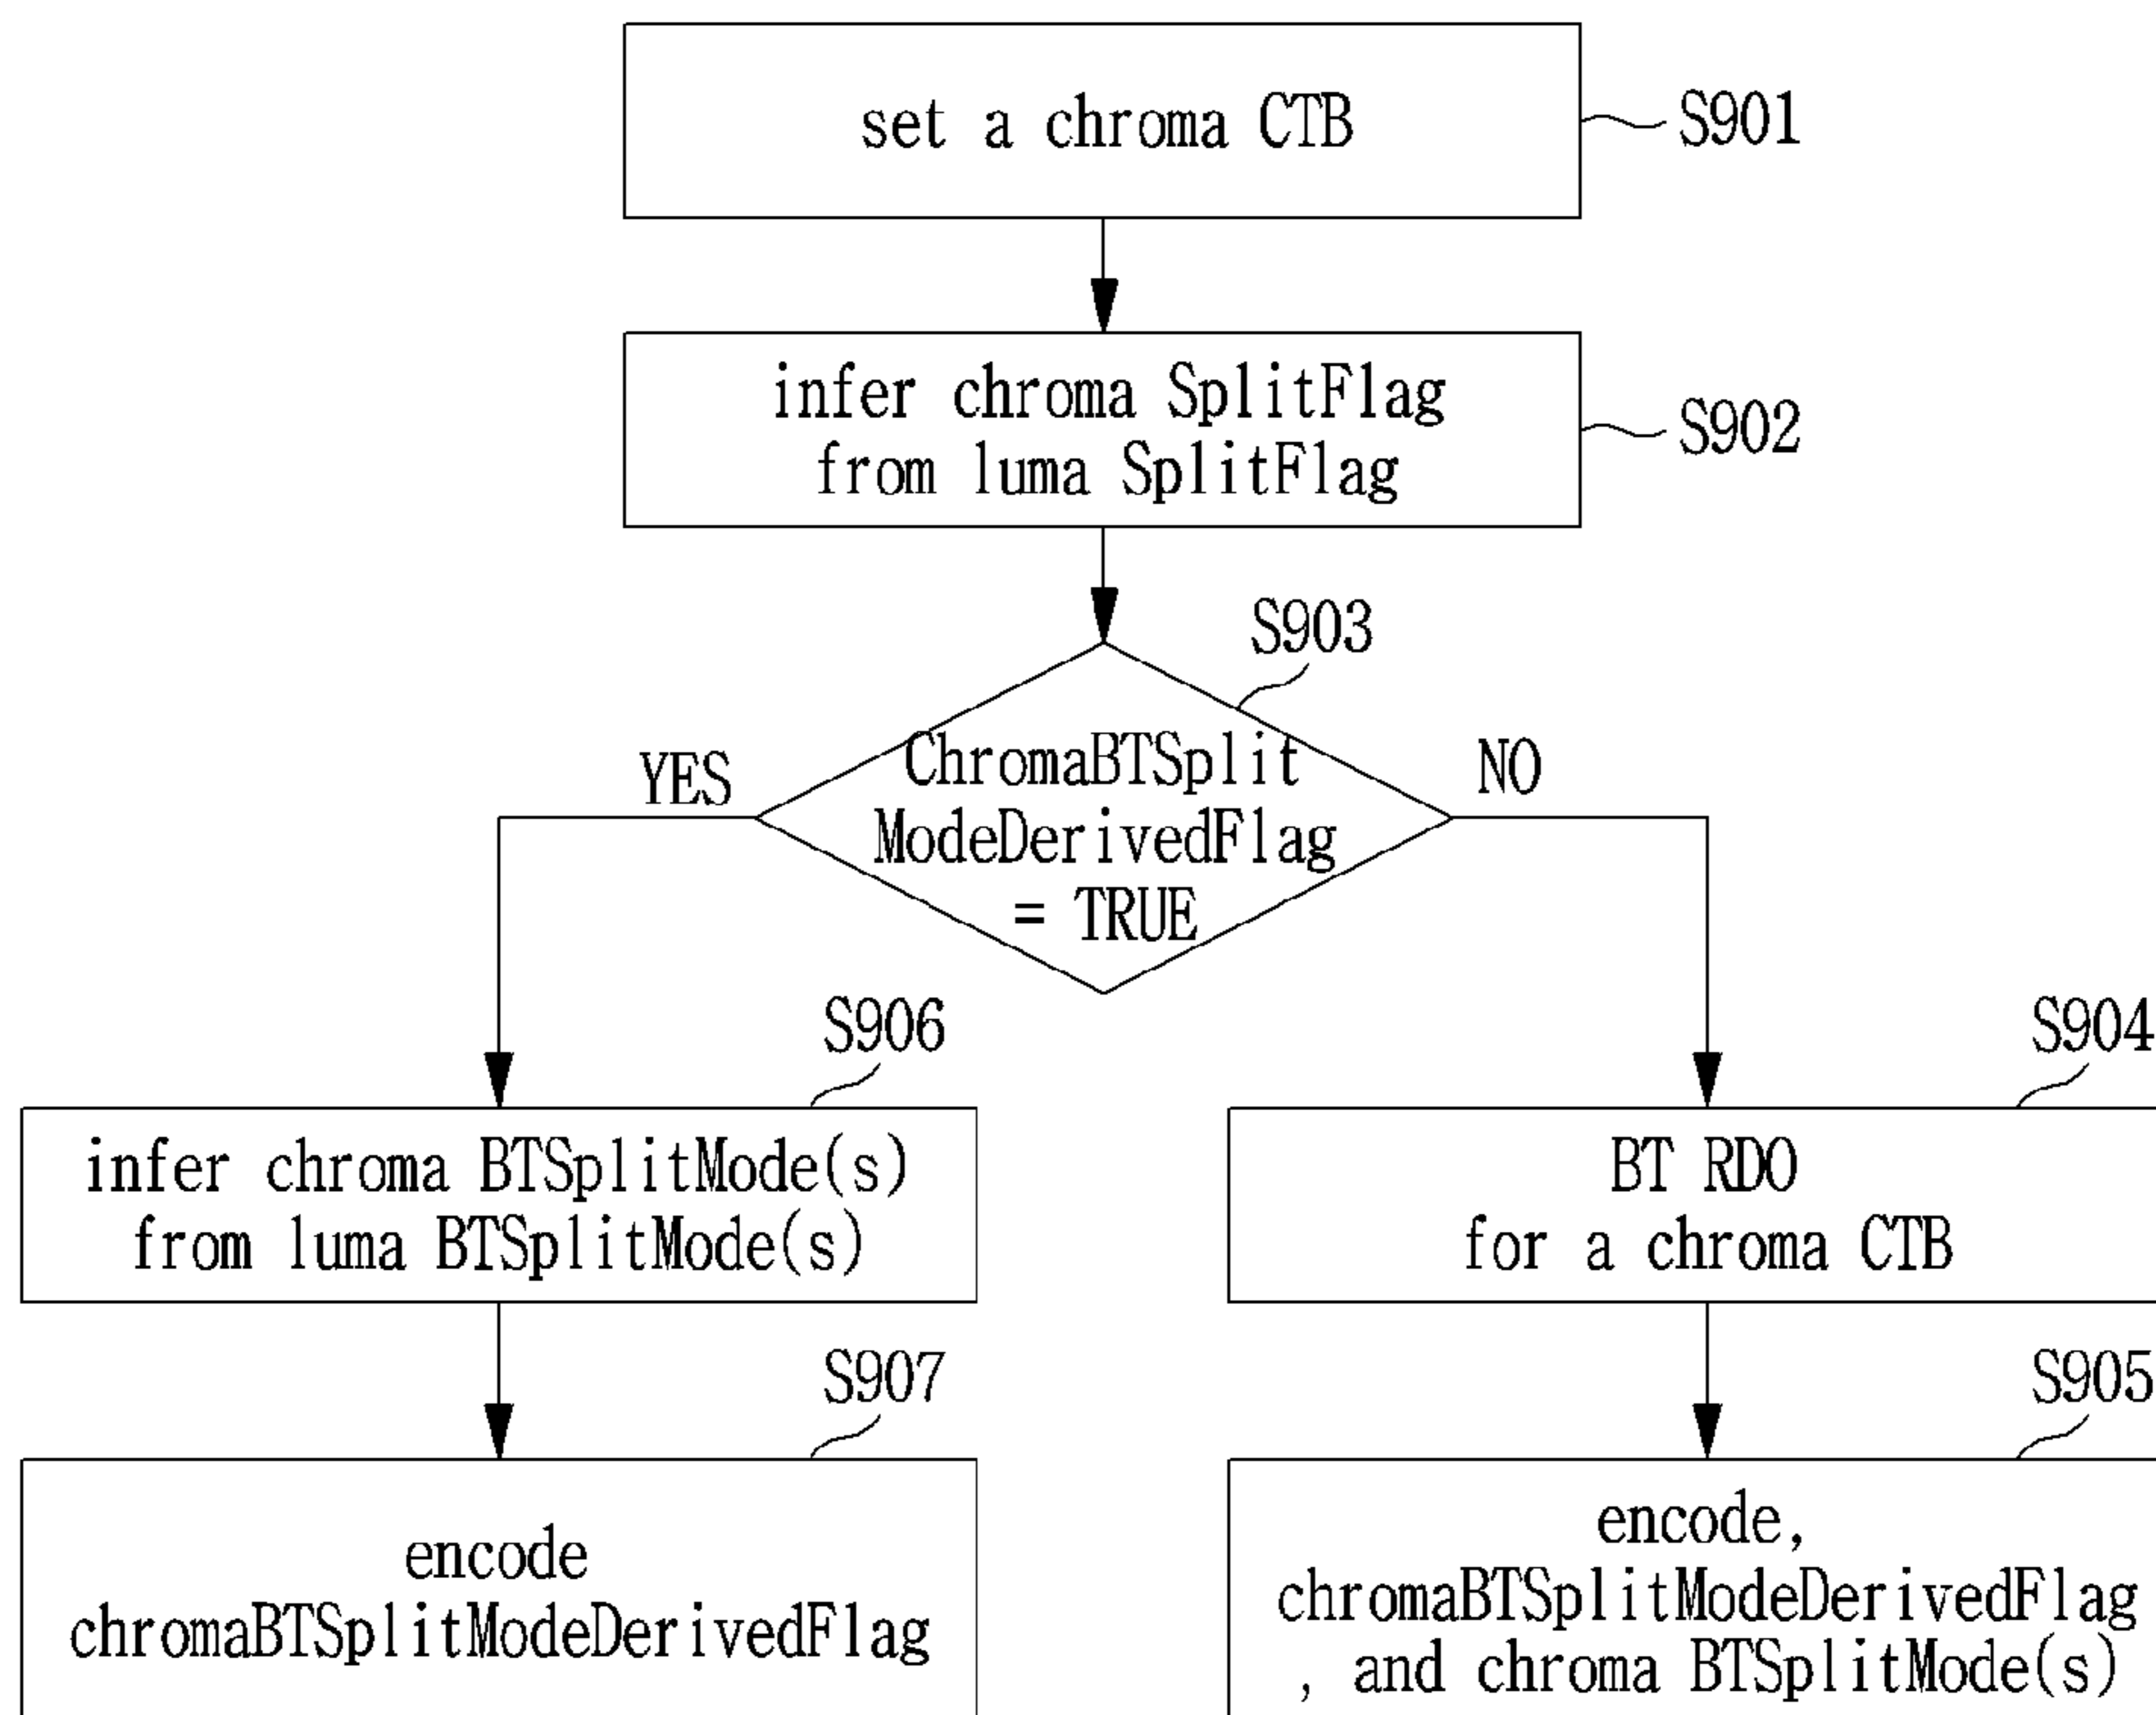 set a chroma CTB
S901
infer chroma SplitFlag
from luma SplitFlag
S902
S903
ChromaBTSplit
ModeDerivedFlag
= TRUE
YES
NO
S906
infer chroma BTSplitMode(s)
from luma BTSplitMode(s)
S904
BT RDO
for a chroma CTB
S907
encode
chromaBTSplitModeDerivedFlag
S905
encode,
chromaBTSplitModeDerivedFlag
, and chroma BTSplitMode(s)